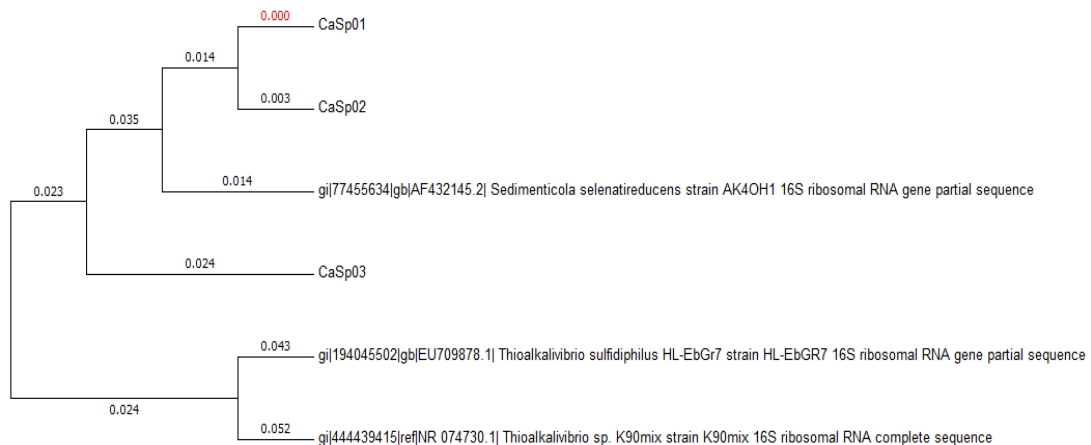 0.000
CaSp01
0.014
0.003
CaSp02
0.035
0.014
gi|77455634|gb|AF432145.2| Sedimenticola selenatireducens strain AK4OH1 16S ribosomal RNA gene partial sequence
0.023
0.024
CaSp03
0.043
gi|194045502|gb|EU709878.1| Thioalkalivibrio sulfidiphilus HL-EbGr7 strain HL-EbGR7 16S ribosomal RNA gene partial sequence
0.024
0.052
gi|444439415|ref|NR 074730.1| Thioalkalivibrio sp. K90mix strain K90mix 16S ribosomal RNA complete sequence